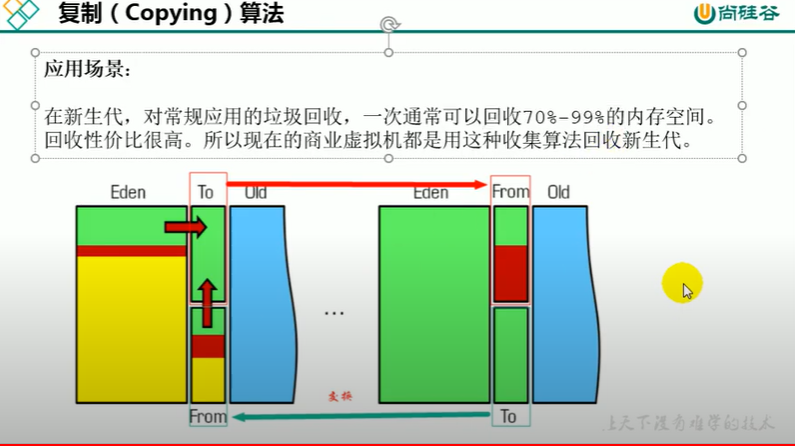 复制（Copying）算法
尚硅谷
应用场景：
在新生代，对常规应用的垃圾回收，一次通常可以回收70%-99%的内存空间。
回收性价比很高。所以现在的商业虚拟机都是用这种收集算法回收新生代。
Eden To Old Eden From Old
...
交换
From To
让天下没有难学的技术